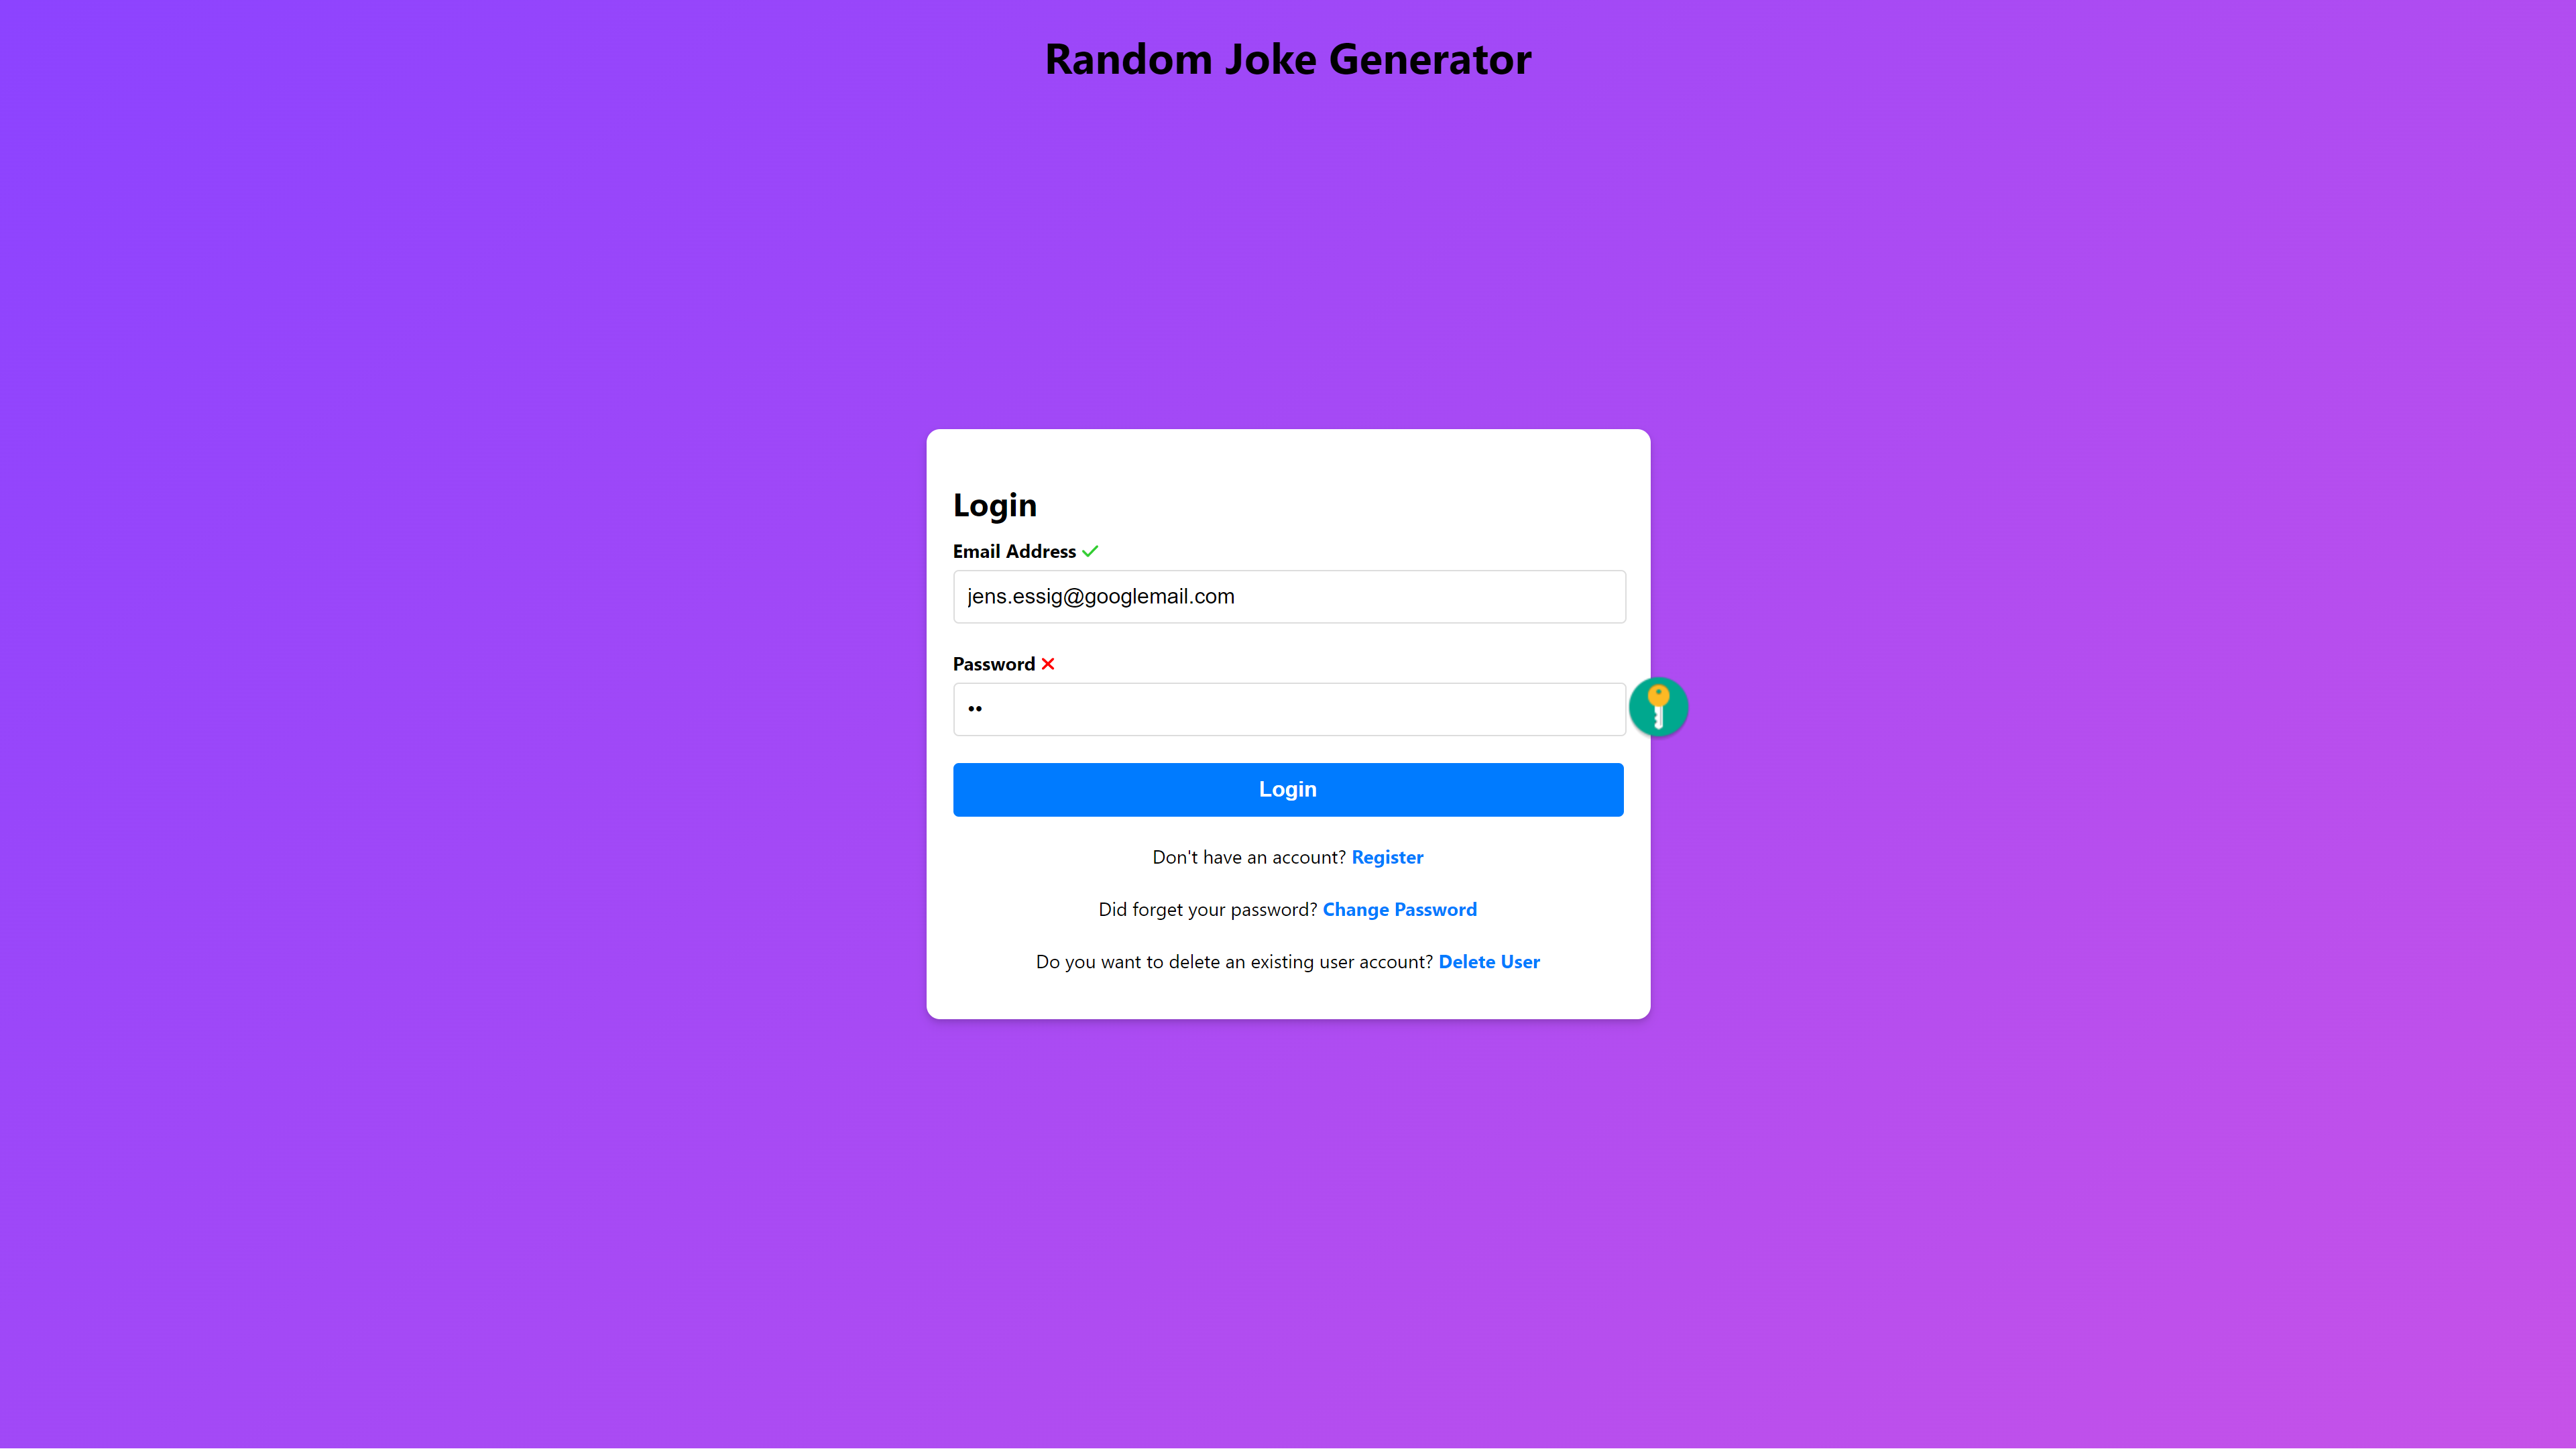 Random Joke Generator
Login
Email Address
jens.essig@googlemail.com
Password
••
Login
Don't have an account? Register
Did forget your password? Change Password
Do you want to delete an existing user account? Delete User